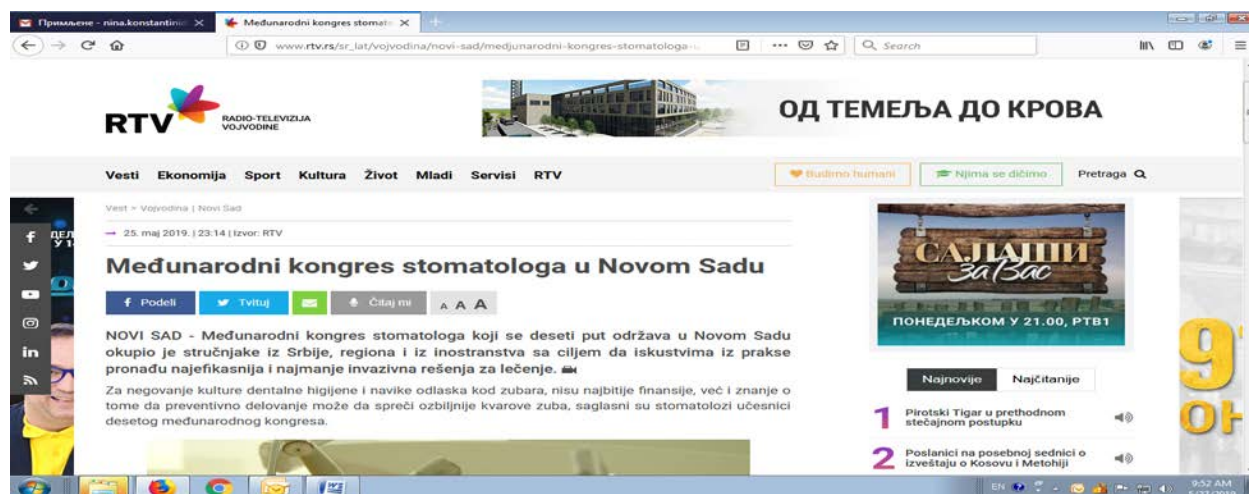 Примљене - nina.konstantini
Međunarodni kongres stomato
www.rtv.rs/sr_lat/vojvodina/novi-sad/medjunarodni-kongres-stomatologa-u
Search
RTV
RADIO-TELEVIZIJA
VOJVODINE
ОД ТЕМЕЉА ДО КРОВА
Vesti Ekonomija Sport Kultura Život Mladi Servisi RTV
Budimo humani
Njima se dičimo
Pretraga
Vest > Vojvodina | Novi Sad
25. maj 2019. | 23:14 | Izvor: RTV
Međunarodni kongres stomatologa u Novom Sadu
Podeli
Tvituj
Čitaj mi
A A A
NOVI SAD - Međunarodni kongres stomatologa koji se deseti put održava u Novom Sadu
okupio je stručnjake iz Srbije, regiona i iz inostranstva sa ciljem da iskustvima iz prakse
pronađu najefikasnija i najmanje invazivna rešenja za lečenje.
Za negovanje kulture dentalne higijene i navike odlaska kod zubara, nisu najbitije finansije, već i znanje o
tome da preventivno delovanje može da spreči ozbiljnije kvarove zuba, saglasni su stomatolozi učesnici
desetog međunarodnog kongresa.
САЛАШИ
за Вас
ПОНЕДЕЉКОМ У 21.00, РТВ1
Najnovije Najčitanije
1 Pirotski Tigar u prethodnom
stečajnom postupku
2 Poslanici na posebnoj sednici o
izveštaju o Kosovu i Metohiji
EN
9:52 AM
5/27/2019